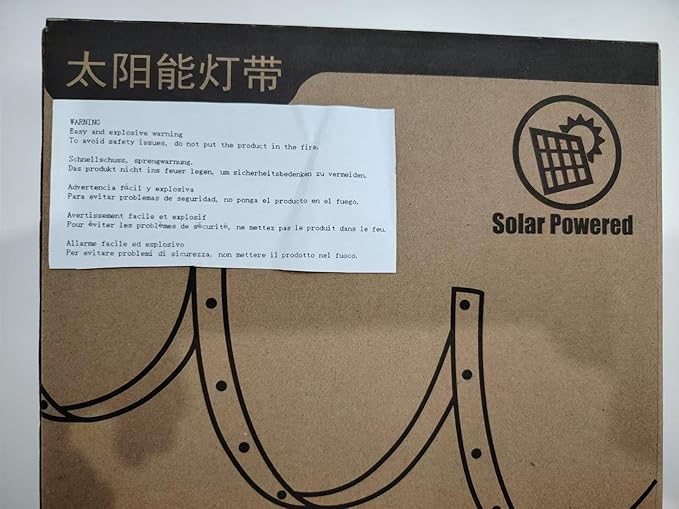 太阳能灯带
WARNING
Easy and explosive warning
To avoid safety issues, do not put the product in the fire.
Schnellschuss, sprengwarnung.
Das produkt nicht ins feuer legen, um sicherheitsbedenken zu vermeiden.
Advertencia fácil y explosiva
Para evitar problemas de seguridad, no ponga el producto en el fuego.
Avertissement facile et explosif
Pour éviter les problèmes de sécurité, ne mettez pas le produit dans le feu.
Allarme facile ed esplosivo
Per evitare problemi di sicurezza, non mettere il prodotto nel fuoco.
Solar Powered